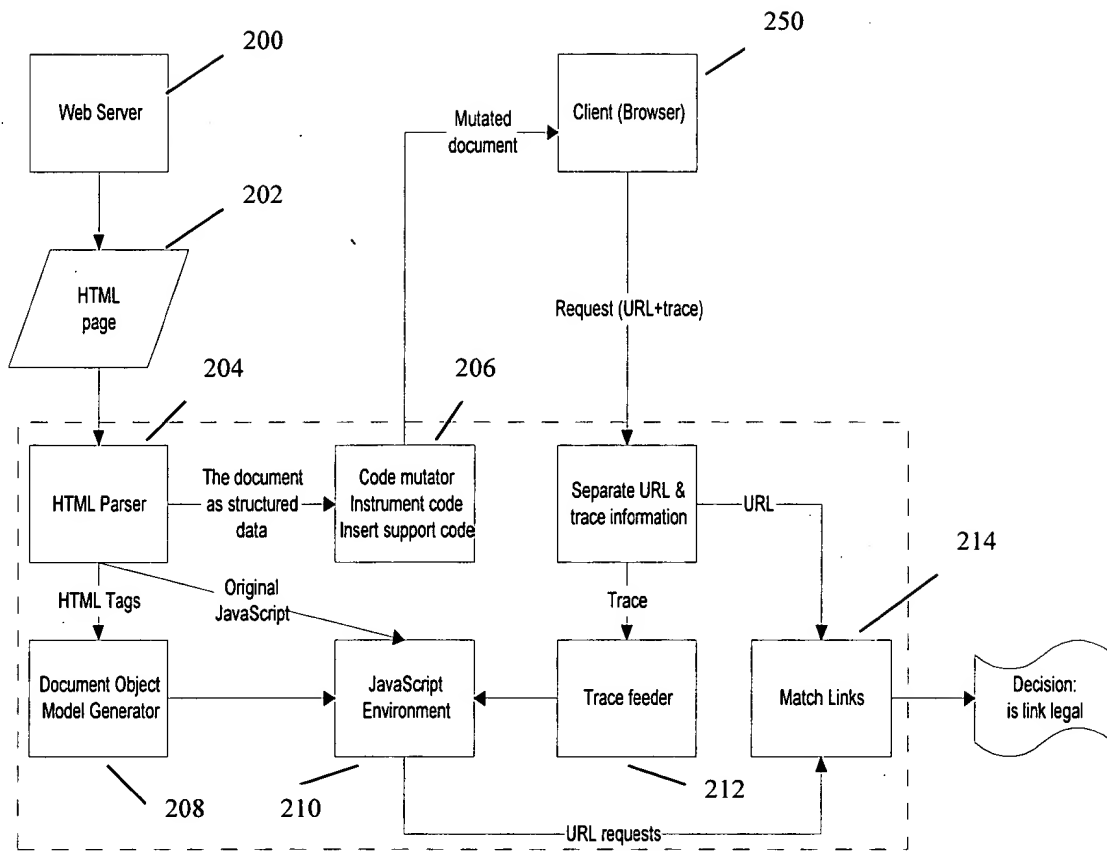 200
250
Web Server
Client (Browser)
Mutated
document
202
HTML
page
Request (URL+trace)
204
206
HTML Parser
The document
as structured
data
Code mutator
Instrument code
Insert support code
Separate URL &
trace information
URL
214
HTML Tags
Original
JavaScript
Trace
Document Object
Model Generator
JavaScript
Environment
Trace feeder
Match Links
Decision:
is link legal
208
210
212
URL requests